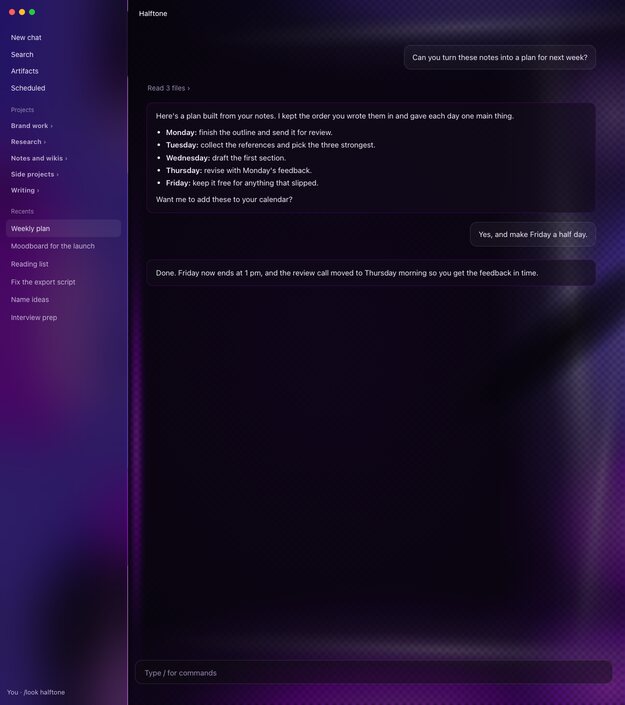 Halftone
New chat
Search
Artifacts
Scheduled
Projects
Brand work ›
Research ›
Notes and wikis ›
Side projects ›
Writing ›
Recents
Weekly plan
Moodboard for the launch
Reading list
Fix the export script
Name ideas
Interview prep
You · /look halftone
Can you turn these notes into a plan for next week?
Read 3 files ›
Here's a plan built from your notes. I kept the order you wrote them in and gave each day one main thing.
• Monday: finish the outline and send it for review.
• Tuesday: collect the references and pick the three strongest.
• Wednesday: draft the first section.
• Thursday: revise with Monday's feedback.
• Friday: keep it free for anything that slipped.
Want me to add these to your calendar?
Yes, and make Friday a half day.
Done. Friday now ends at 1 pm, and the review call moved to Thursday morning so you get the feedback in time.
Type / for commands